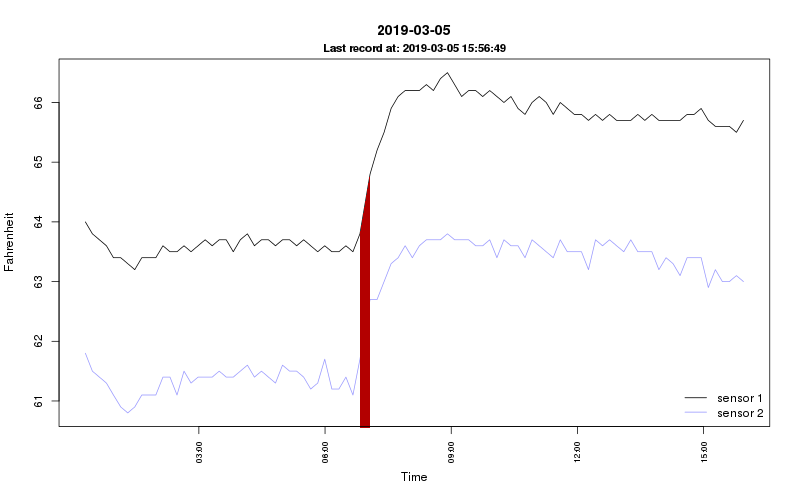 2019-03-05
Last record at: 2019-03-05 15:56:49
Fahrenheit
66
65
64
63
62
61
sensor 1
sensor 2
03:00
06:00
09:00
12:00
15:00
Time